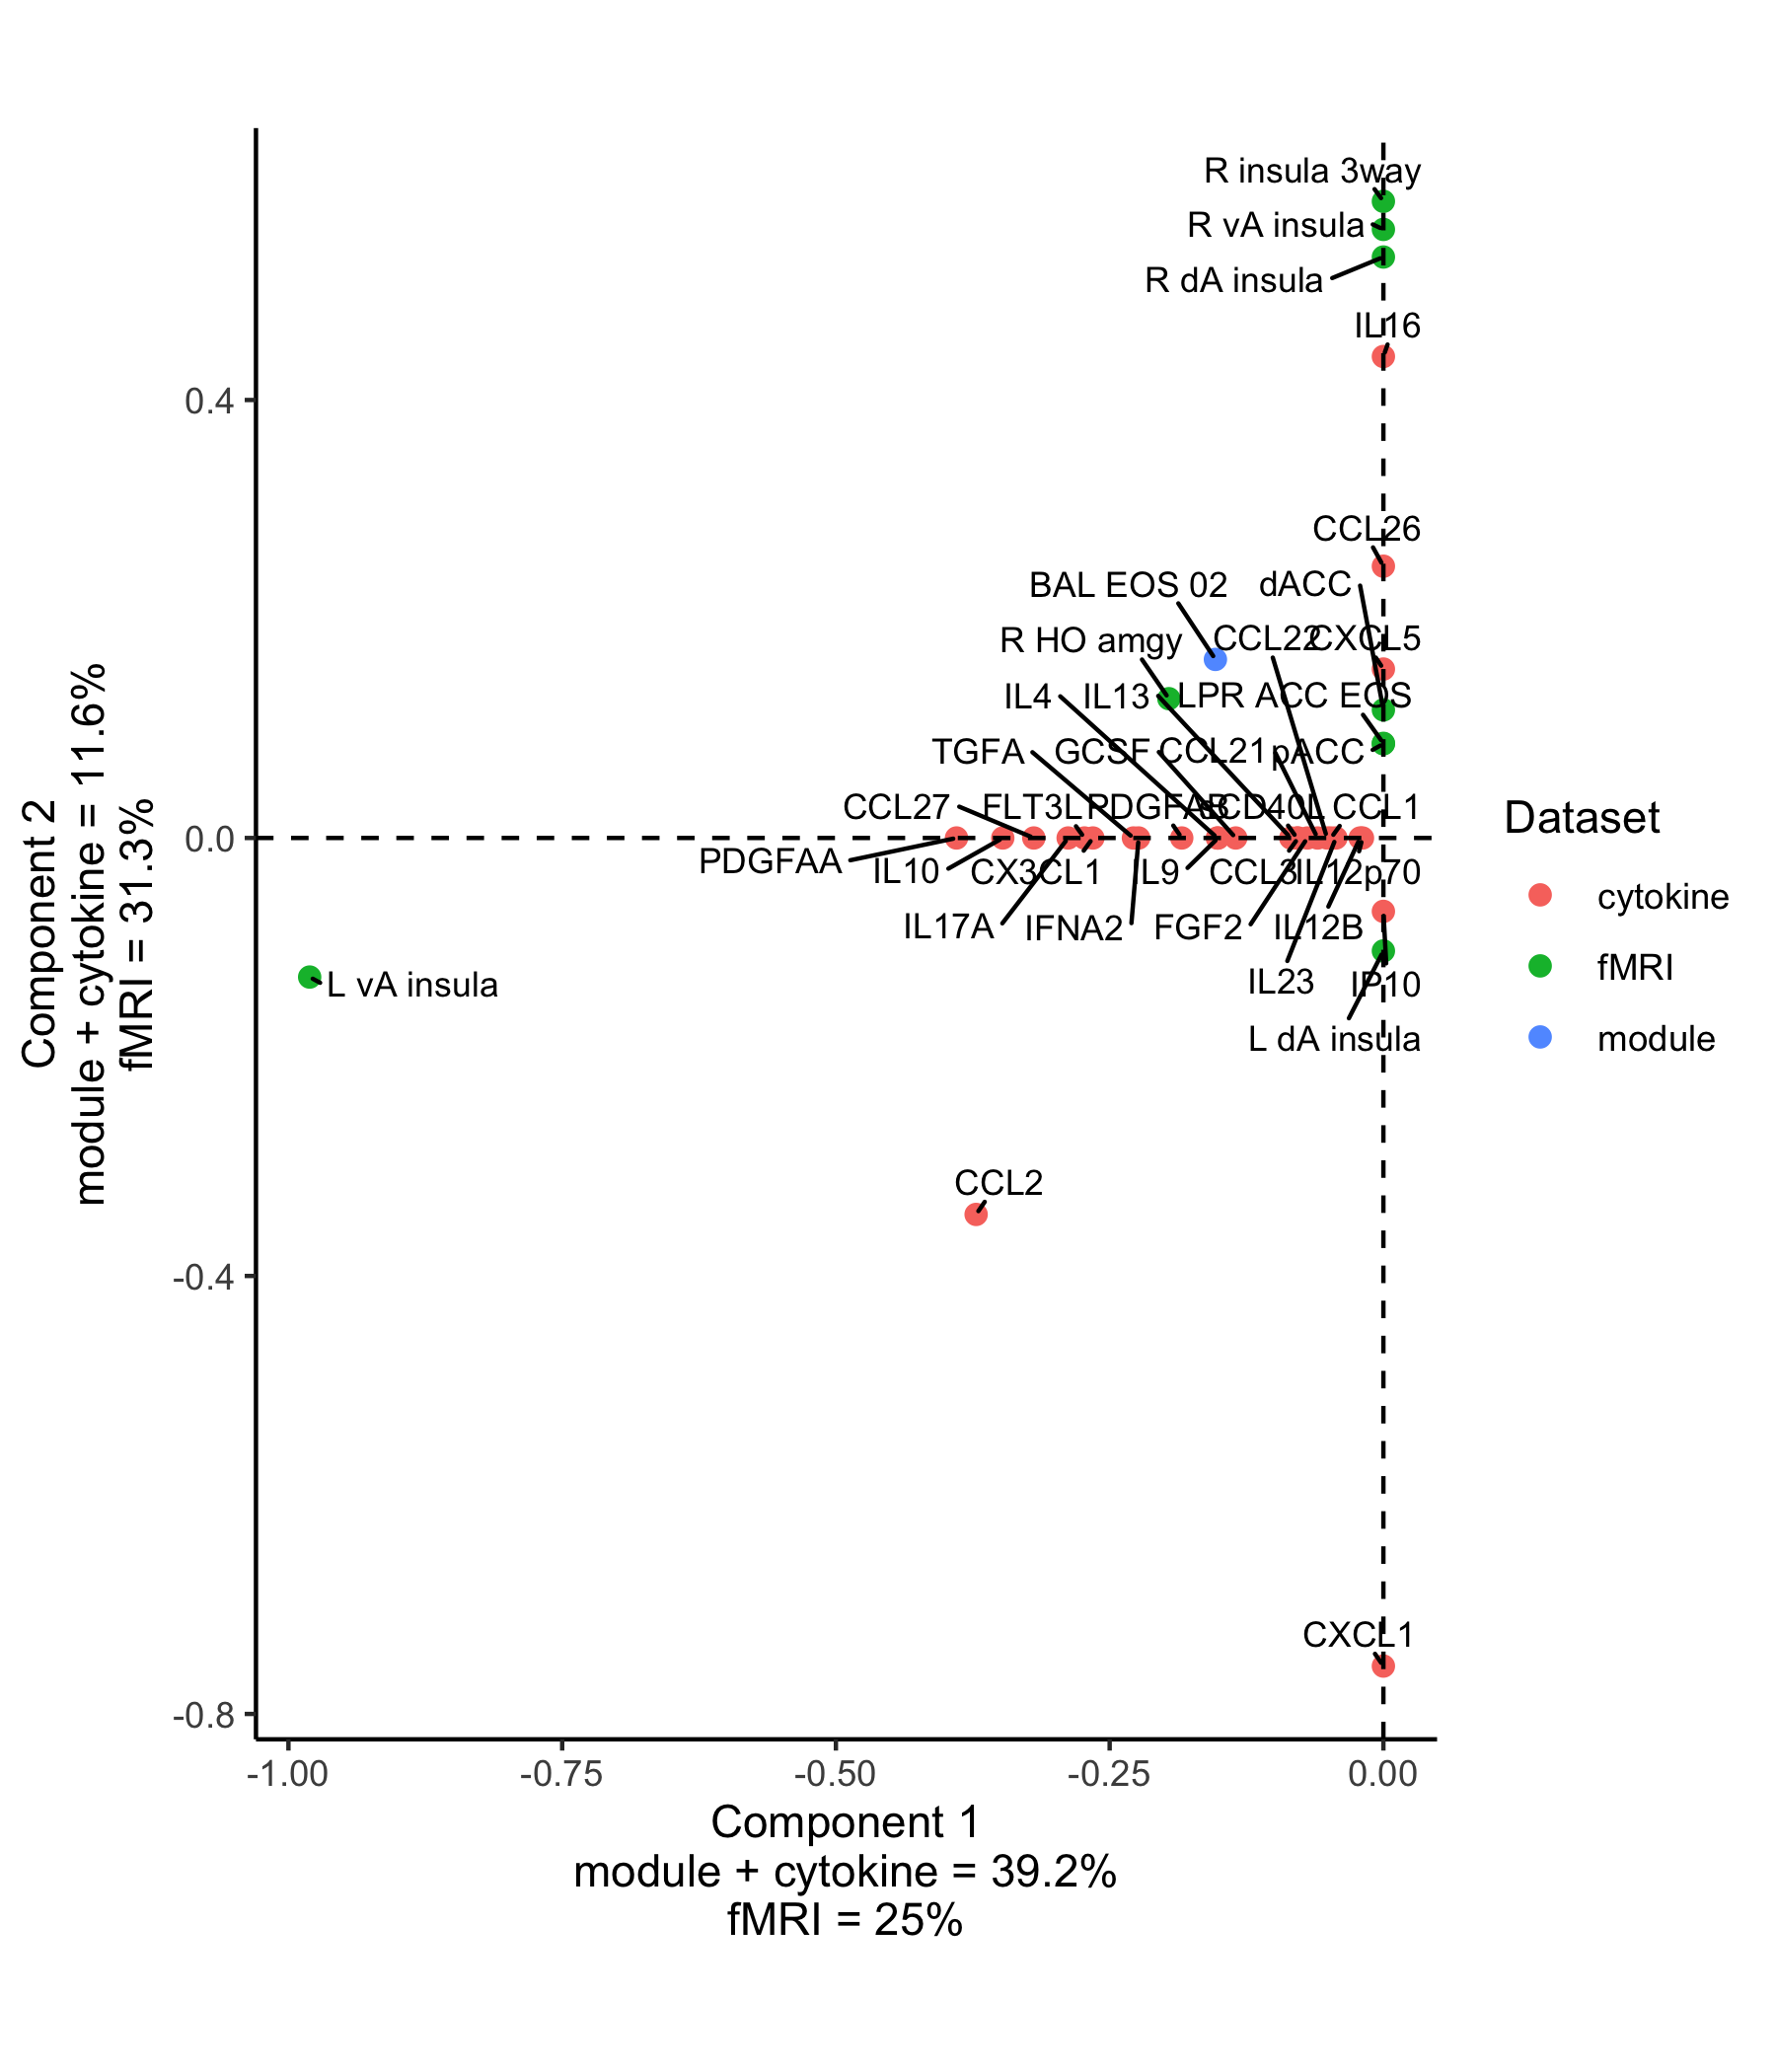 R insula 3way
R vA insula
R dA insula
IL16
0.4
CCL26
BAL EOS 02
dACC
R HO amgy
CCL22
CXCL5
IL4
IL13
LPR ACC EOS
TGFA
GCSF
CCL21
pACC
CCL27
FLT3L
PDGFAB
sCD40L
CCL1
0.0
PDGFAA
IL10
CX3CL1
IL9
CCL3
IL12p70
IL17A
IFNA2
FGF2
IL12B
L vA insula
IL23
IP10
L dA insula
CCL2
-0.4
CXCL1
-0.8
-1.00
-0.75
-0.50
-0.25
0.00
Component 1
module + cytokine = 39.2%
fMRI = 25%
Component 2
module + cytokine = 11.6%
fMRI = 31.3%
Dataset
cytokine
fMRI
module